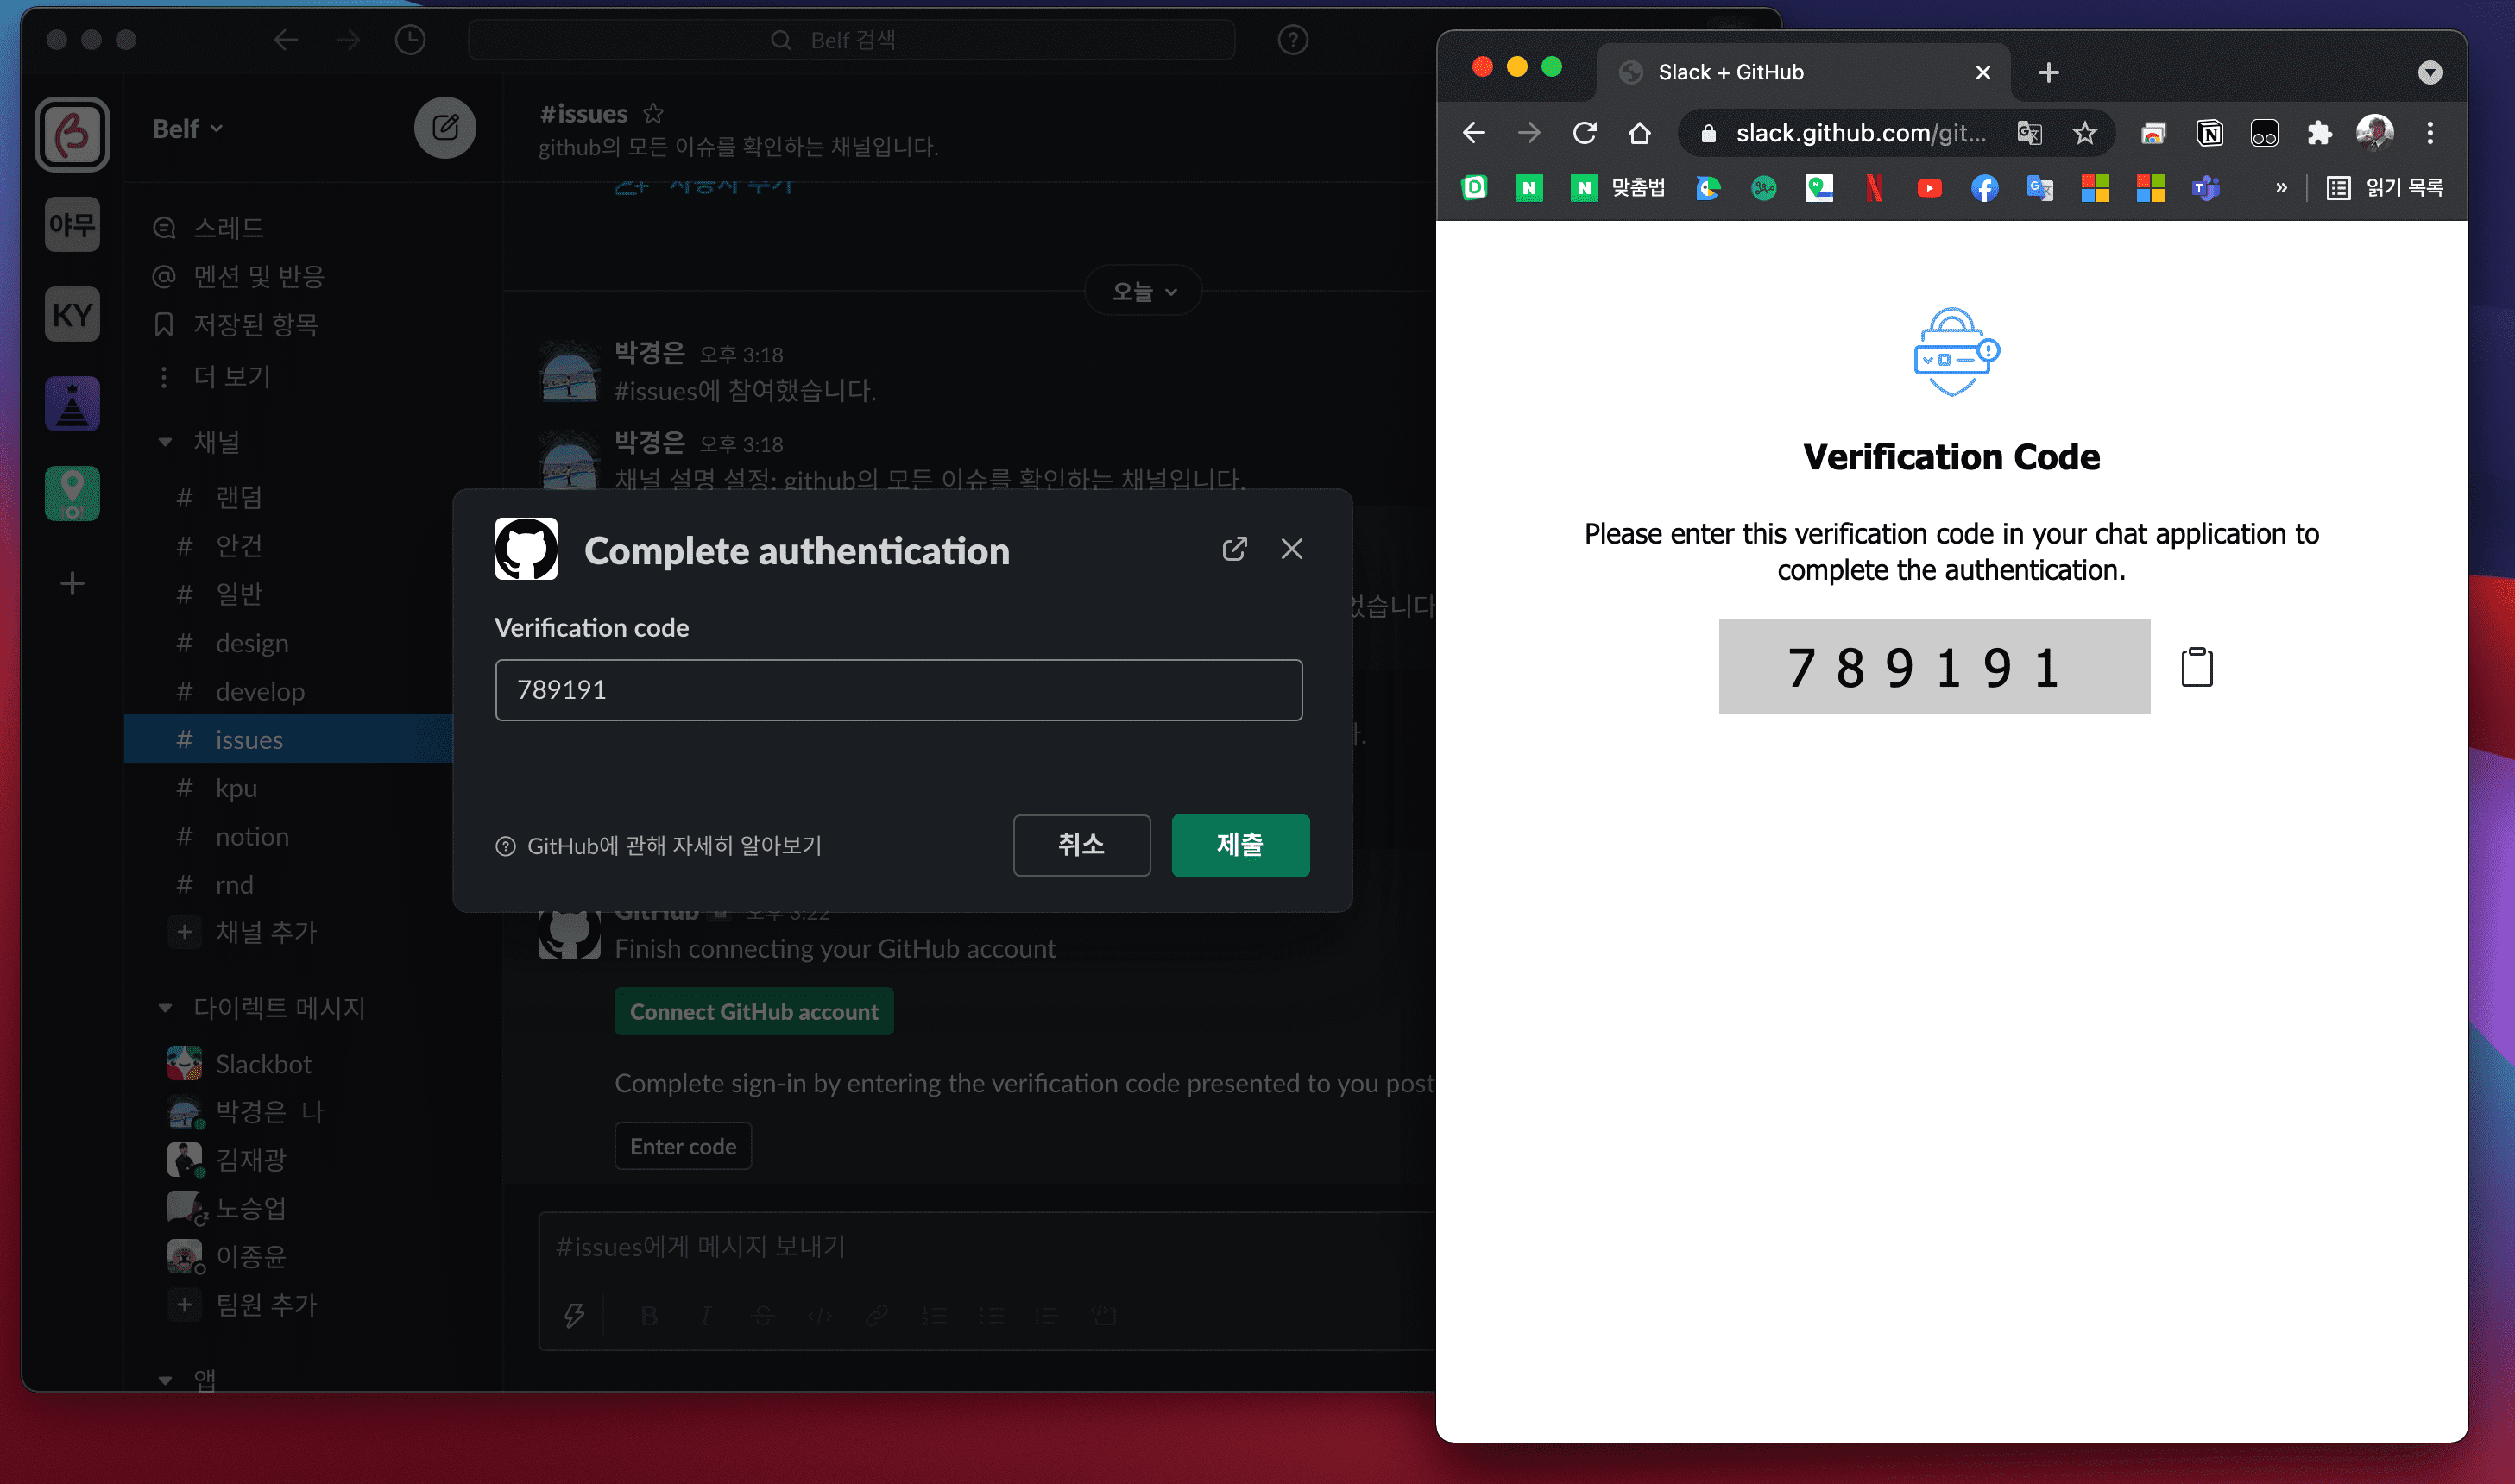 Belf 검색
Belf
야무
KY
스레드
멘션 및 반응
저장된 항목
더 보기
채널
# 랜덤
# 안건
# 일반
# design
# develop
# issues
# kpu
# notion
# rnd
+ 채널 추가
다이렉트 메시지
Slackbot
박경은 나
김재광
노승업
이종윤
+ 팀원 추가
앱
#issues
github의 모든 이슈를 확인하는 채널입니다.
사용자 추가
오늘
박경은 오후 3:18
#issues에 참여했습니다.
박경은 오후 3:18
채널 설명 설정: github의 모든 이슈를 확인하는 채널입니다.
Complete authentication
Verification code
789191
GitHub에 관해 자세히 알아보기
취소
제출
GitHub 앱 오후 3:22
Finish connecting your GitHub account
Connect GitHub account
Complete sign-in by entering the verification code presented to you post
Enter code
#issues에게 메시지 보내기
Slack + GitHub
slack.github.com/git...
맞춤법
» 읽기 목록
Verification Code
Please enter this verification code in your chat application to
complete the authentication.
7 8 9 1 9 1